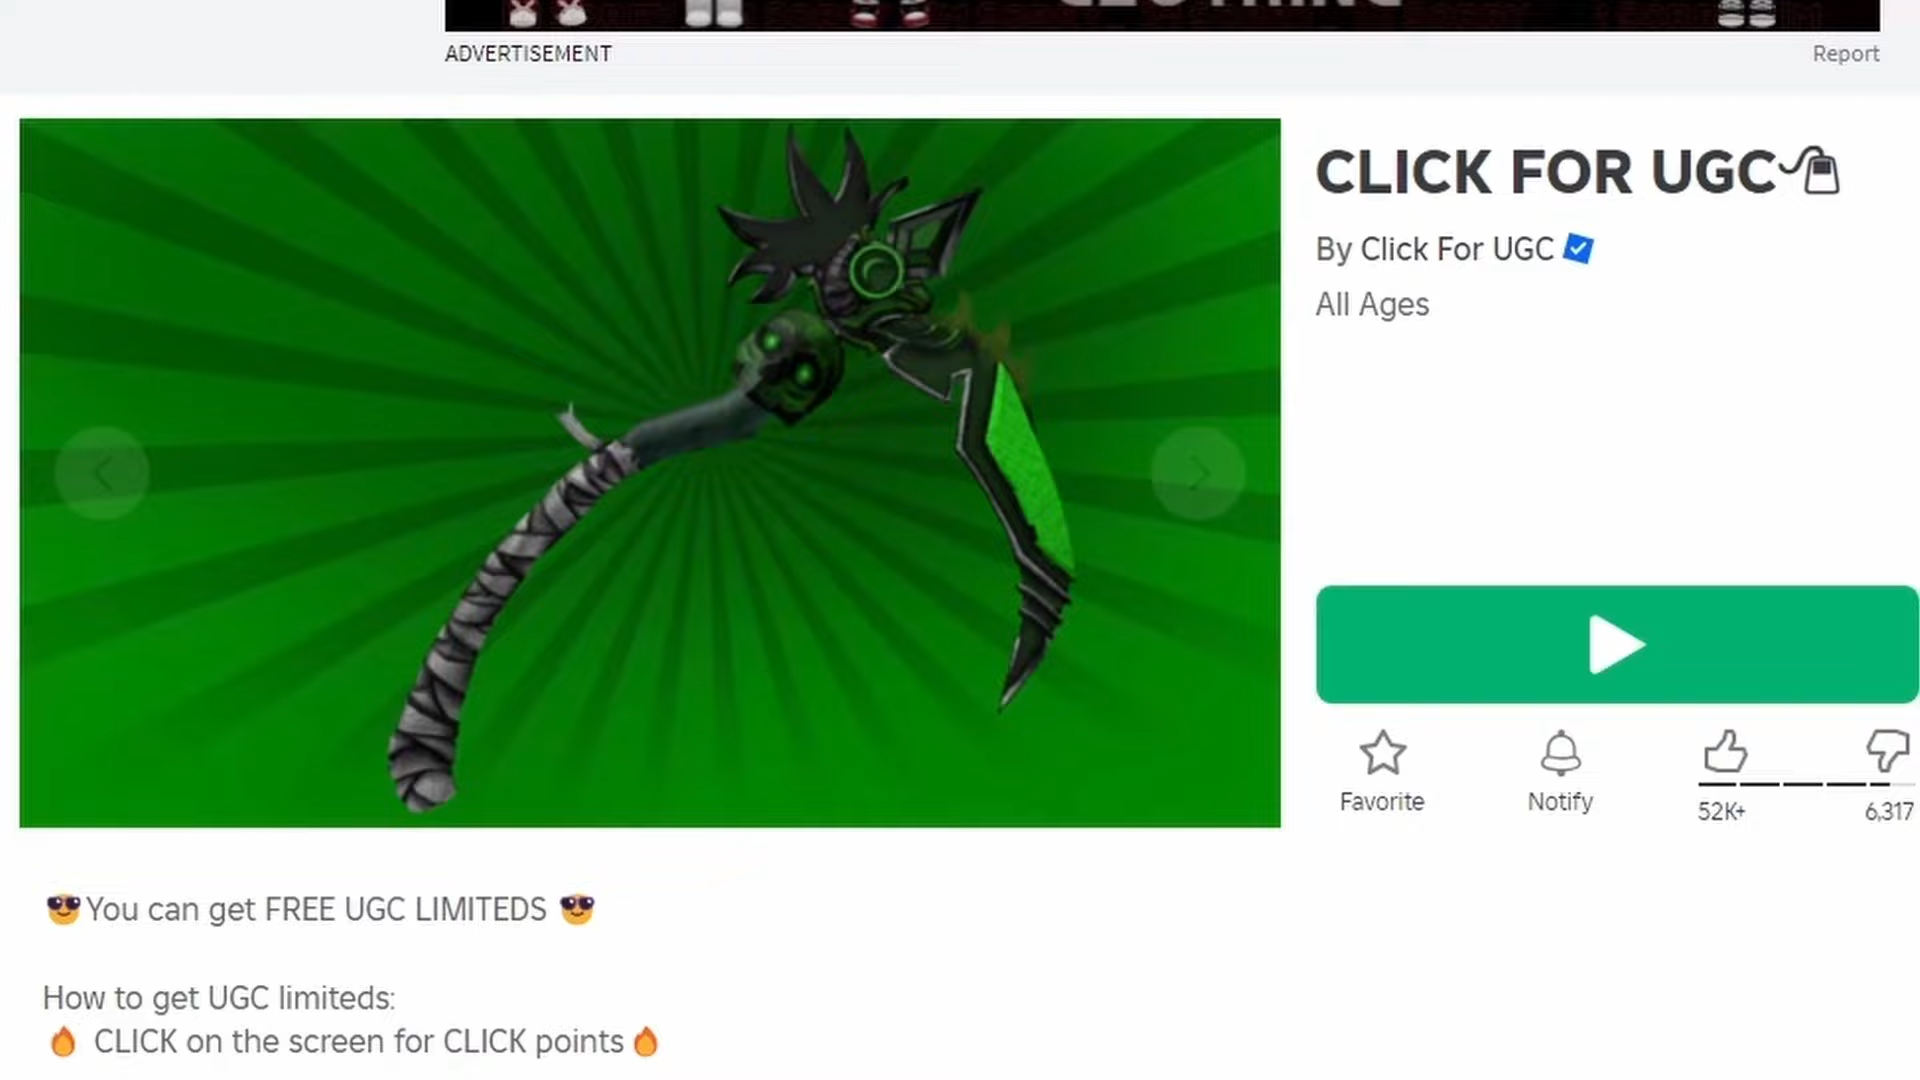 CLOTHING
ADVERTISEMENT
Report
CLICK FOR UGC
By Click For UGC
All Ages
Favorite
Notify
52K+
6,317
😎You can get FREE UGC LIMITEDS 😎
How to get UGC limiteds:
🔥 CLICK on the screen for CLICK points🔥